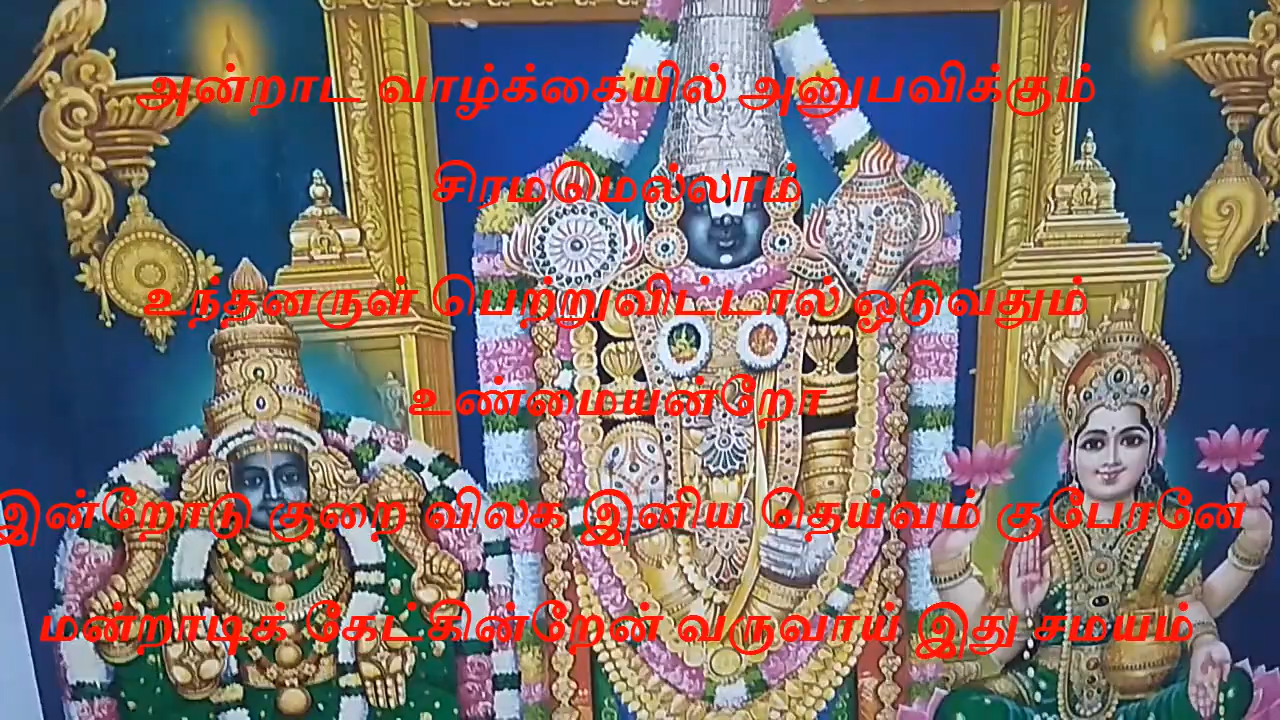 அன்றாட வாழ்க்கையில் அனுபவிக்கும்
சிரமமெல்லாம்
உந்தனருள் பெற்றுவிட்டால் ஓடுவதும்
உண்மையன்றோ
இன்றோடு குறை விலக இனிய தெய்வம் குபேரனே
மன்றாடிக் கேட்கின்றேன் வருவாய் இது சமயம்